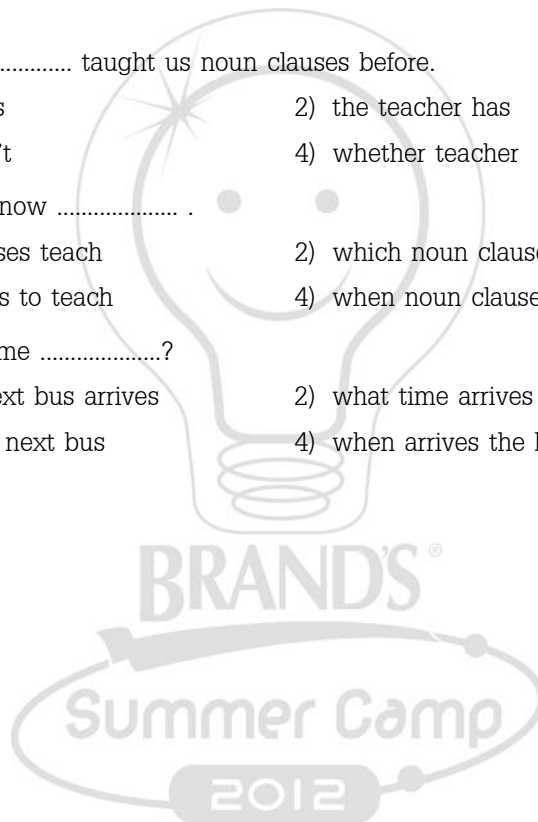 ............ taught us noun clauses before.
s 2) the teacher has
't 4) whether teacher
now .................... .
ses teach 2) which noun clause
s to teach 4) when noun clause
me ....................?
ext bus arrives 2) what time arrives
next bus 4) when arrives the
BRAND'S ®
Summer Camp
2012